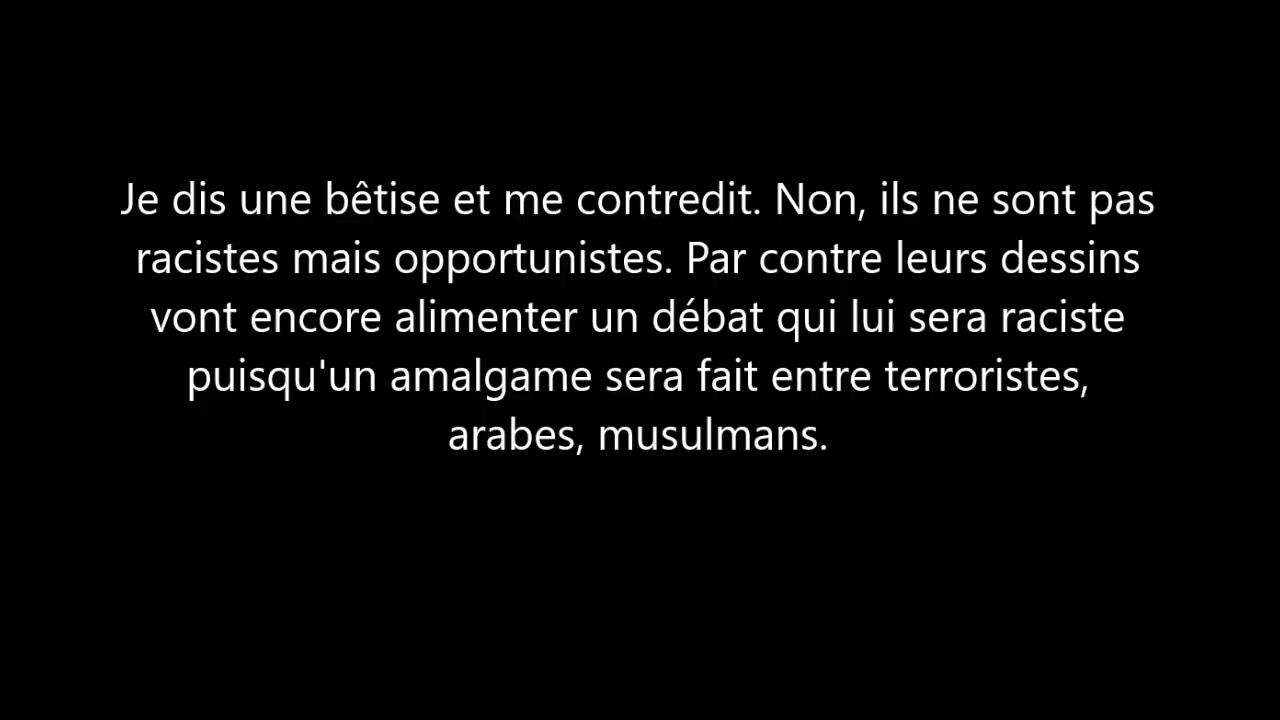 Je dis une bêtise et me contredit. Non, ils ne sont pas
racistes mais opportunistes. Par contre leurs dessins
vont encore alimenter un débat qui lui sera raciste
puisqu'un amalgame sera fait entre terroristes,
arabes, musulmans.